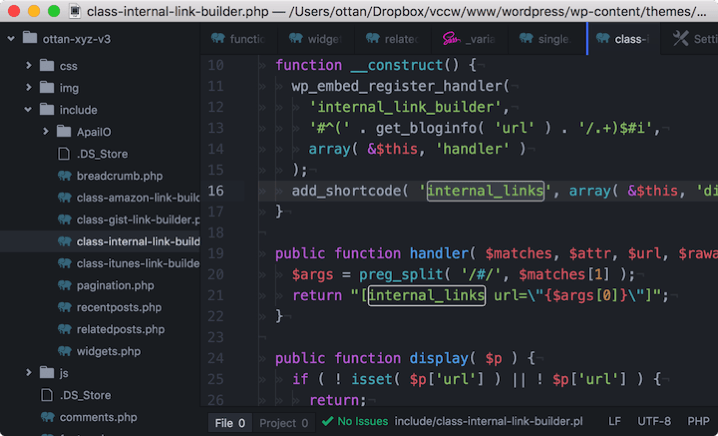 class-internal-link-builder.php — /Users/ottan/Dropbox/vccw/www/wordpress/wp-content/themes/...
ottan-xyz-v3
css
img
include
ApaiIO
.DS_Store
breadcrumb.php
class-amazon-link-build
class-gist-link-builder.p
class-internal-link-build
class-itunes-link-builde
pagination.php
recentposts.php
relatedposts.php
widgets.php
js
.DS_Store
comments.php
functio
widge
relate
_varia
single.
class-i
Setti
10 function __construct() {
11 wp_embed_register_handler(
12 'internal_link_builder',
13 '#^(' . get_bloginfo( 'url' ) . '/.+)$#i',
14 array( &$this, 'handler' )
15 );
16 add_shortcode( 'internal_links', array( &$this, 'di
17 }
18
19 public function handler( $matches, $attr, $url, $rawa
20 $args = preg_split( '/#/', $matches[1] );
21 return "[internal_links url=\"{$args[0]}\"]";
22 }
23
24 public function display( $p ) {
25 if ( ! isset( $p['url'] ) || ! $p['url'] ) {
26 return;
File 0 Project 0 No Issues include/class-internal-link-builder.pl LF UTF-8 PHP